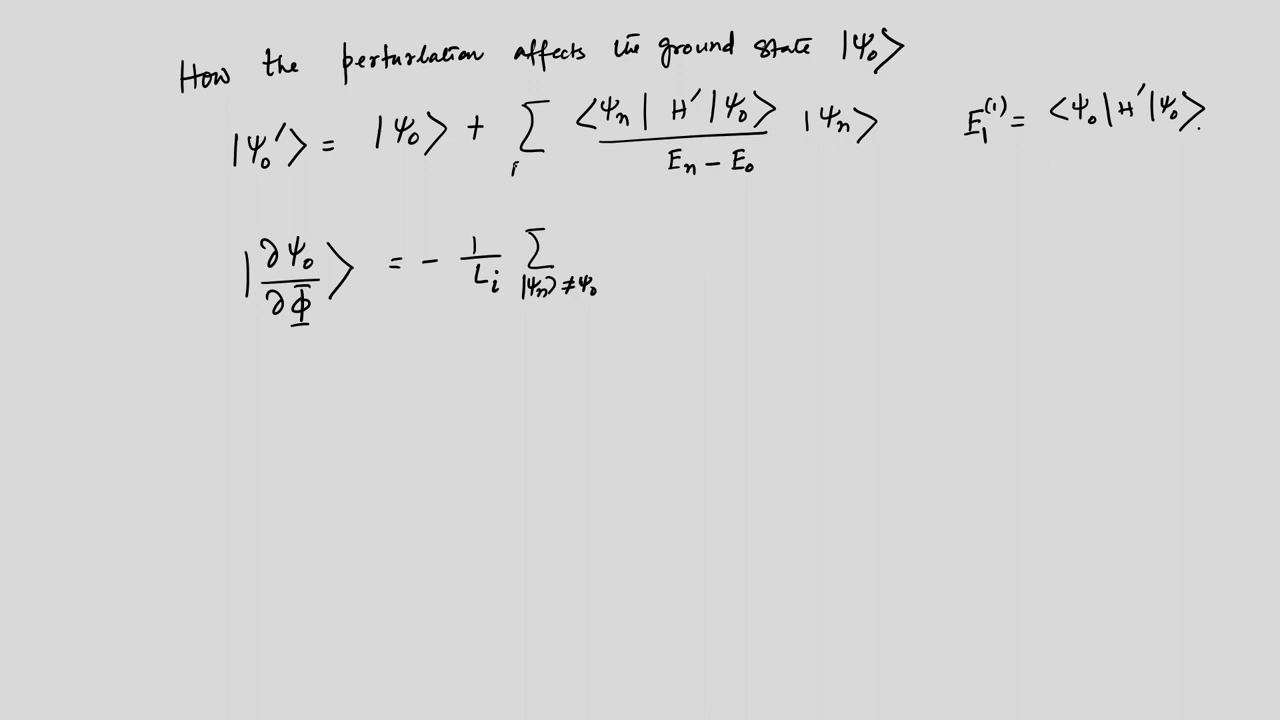 How the perturbation affects the ground state |ψ₀⟩
|ψ₀′⟩ = |ψ₀⟩ + Σ ⟨ψₙ| H′ |ψ₀⟩ / (Eₙ − E₀) |ψₙ⟩   E₁⁽¹⁾ = ⟨ψ₀|H′|ψ₀⟩.
|∂ψ₀/∂Φ⟩ = − 1/Lᵢ Σ_{|ψₙ⟩ ≠ ψ₀}